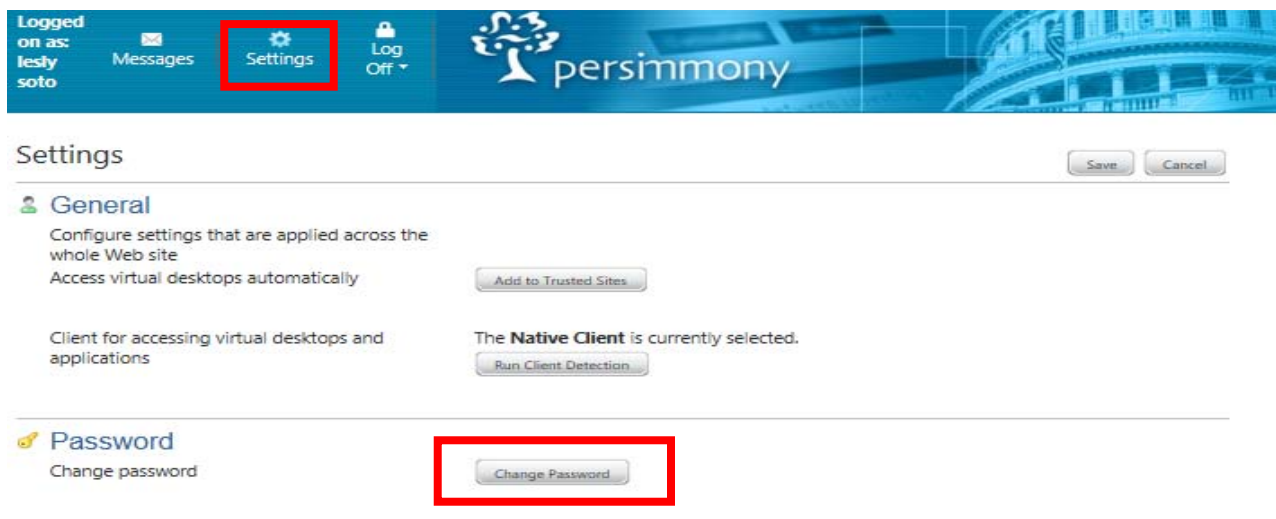 Logged
on as:
lesly
soto
Messages
Settings
Log
Off
persimmony
Settings
Save
Cancel
General
Configure settings that are applied across the
whole Web site
Access virtual desktops automatically
Add to Trusted Sites
Client for accessing virtual desktops and
applications
The Native Client is currently selected.
Run Client Detection
Password
Change password
Change Password